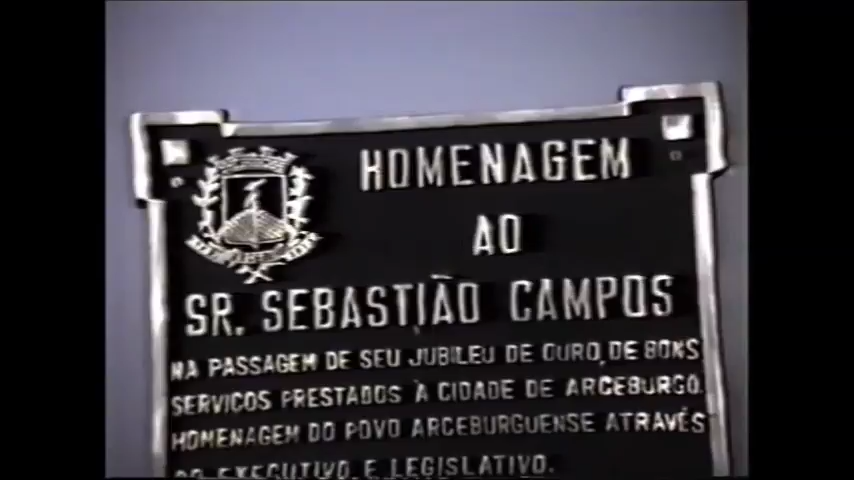 HOMENAGEM
AO
SR. SEBASTIÃO CAMPOS
NA PASSAGEM DE SEU JUBILEU DE OURO, DE BONS
SERVIÇOS PRESTADOS À CIDADE DE ARCEBURGO.
HOMENAGEM DO POVO ARCEBURGUENSE ATRAVÉS
DO EXECUTIVO E LEGISLATIVO.